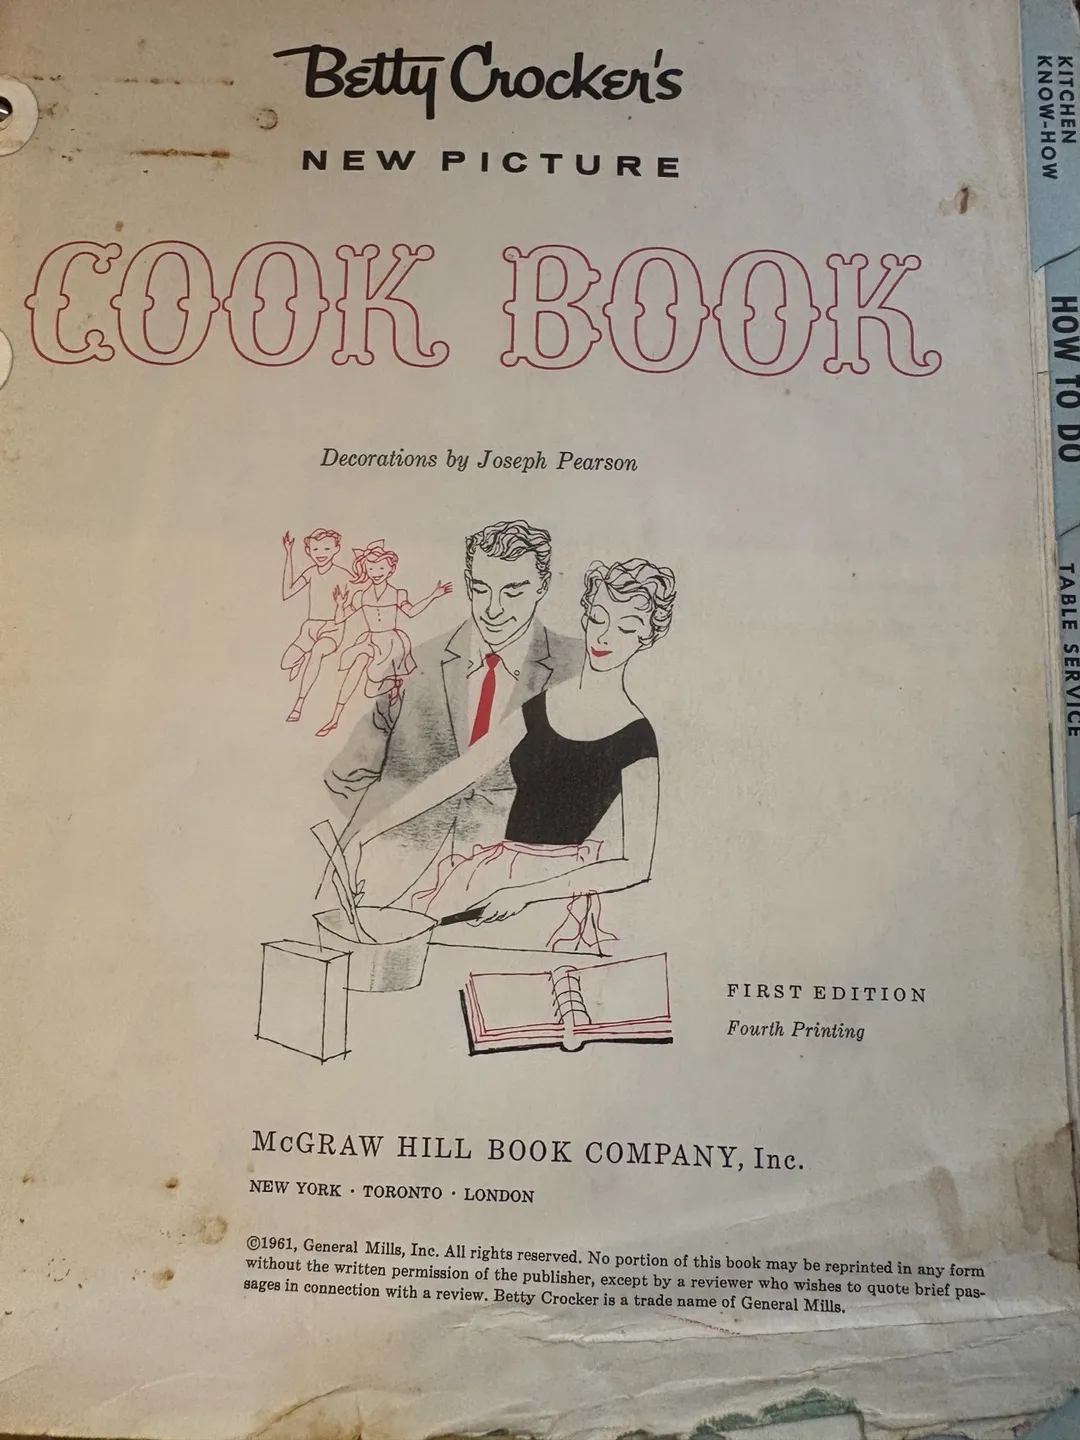 Betty Crocker's
NEW PICTURE
COOK BOOK
Decorations by Joseph Pearson
FIRST EDITION
Fourth Printing
McGRAW HILL BOOK COMPANY, Inc.
NEW YORK · TORONTO · LONDON
©1961, General Mills, Inc. All rights reserved. No portion of this book may be reprinted in any form
without the written permission of the publisher, except by a reviewer who wishes to quote brief pas-
sages in connection with a review. Betty Crocker is a trade name of General Mills.
KITCHEN
KNOW-HOW
HOW TO DO
TABLE SERVICE